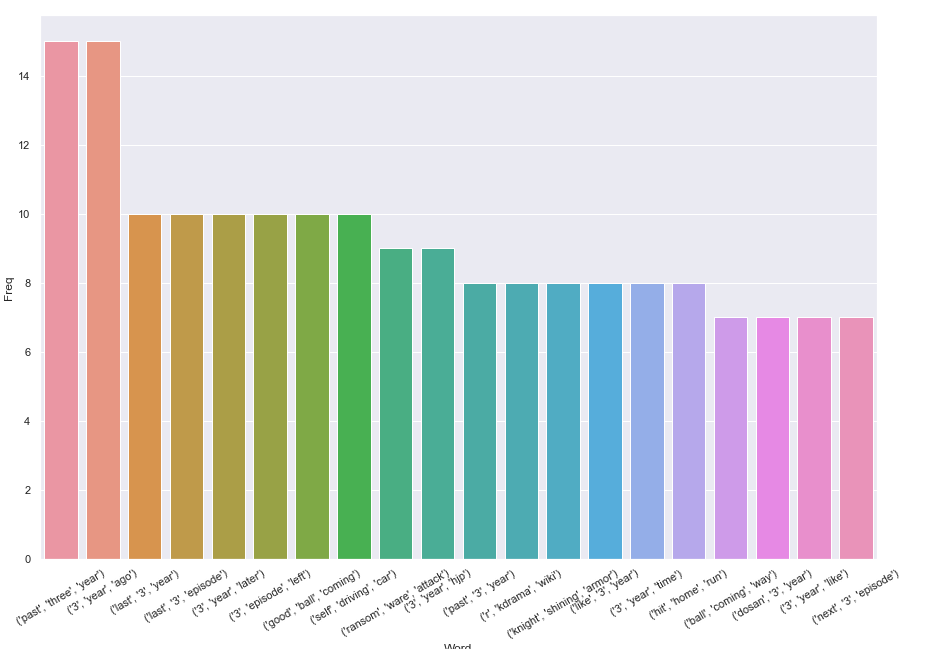 14
12
10
8
6
4
2
0
Freq
('past', 'three', 'year')
('3', 'year', 'ago')
('last', '3', 'year')
('last', '3', 'episode')
('3', 'year', 'later')
('3', 'episode', 'left')
('good', 'ball', 'coming')
('self', 'driving', 'car')
('ransom', 'ware', 'attack')
('3', 'year', 'hip')
('past', '3', 'year')
('r', 'kdrama', 'wiki')
('knight', 'shining', 'armor')
('like', '3', 'year')
('3', 'year', 'time')
('hit', 'home', 'run')
('ball', 'coming', 'way')
('dosan', '3', 'year')
('3', 'year', 'like')
('next', '3', 'episode')
Word